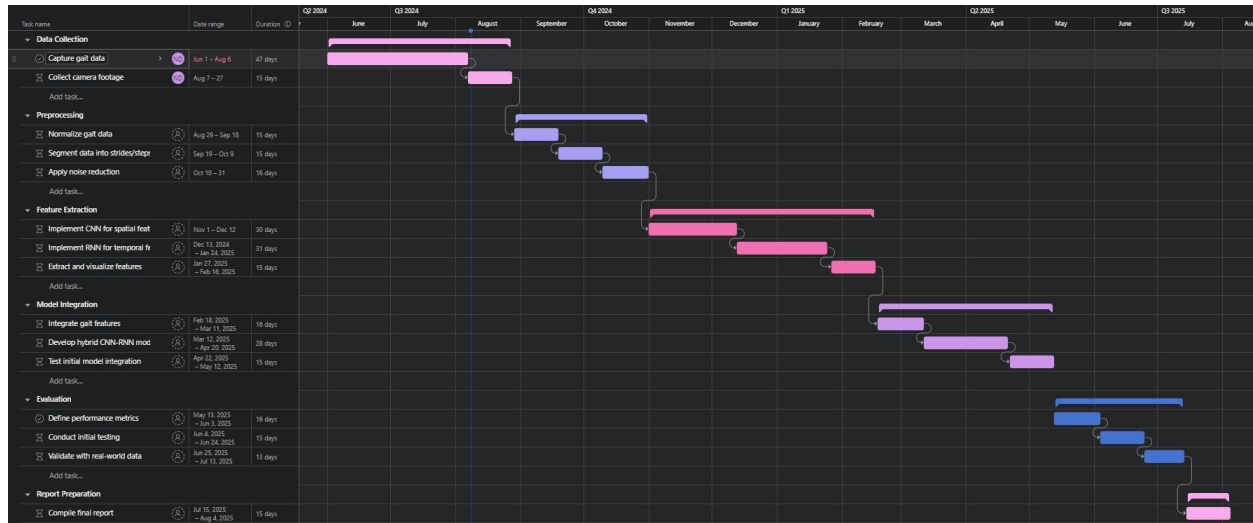 Q2 2024 Q3 2024 Q4 2024 Q1 2025 Q2 2025 Q3 2025
Task name Date range Duration June July August September October November December January February March April May June July Au
Data Collection
Capture gait data ND Jun 1 – Aug 6 47 days
Collect camera footage ND Aug 7 – 27 15 days
Add task...
Preprocessing
Normalize gait data Aug 29 – Sep 18 15 days
Segment data into strides/steps Sep 19 – Oct 9 15 days
Apply noise reduction Oct 10 – 31 16 days
Add task...
Feature Extraction
Implement CNN for spatial feat Nov 1 – Dec 12 30 days
Implement RNN for temporal fe Dec 13, 2024 – Jan 24, 2025 31 days
Extract and visualize features Jan 27, 2025 – Feb 16, 2025 15 days
Add task...
Model Integration
Integrate gait features Feb 18, 2025 – Mar 11, 2025 16 days
Develop hybrid CNN-RNN mod Mar 12, 2025 – Apr 20, 2025 28 days
Test initial model integration Apr 22, 2025 – May 12, 2025 15 days
Add task...
Evaluation
Define performance metrics May 13, 2025 – Jun 3, 2025 16 days
Conduct initial testing Jun 4, 2025 – Jun 24, 2025 15 days
Validate with real-world data Jun 25, 2025 – Jul 13, 2025 13 days
Add task...
Report Preparation
Compile final report Jul 15, 2025 – Aug 4, 2025 15 days